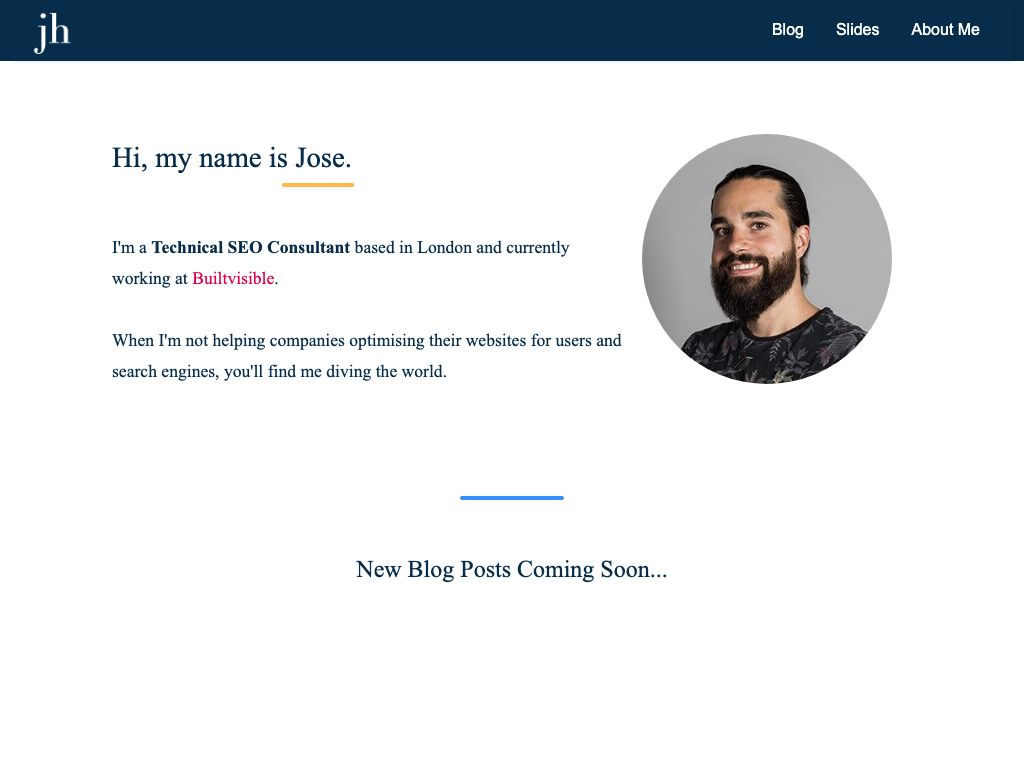 jh
Blog Slides About Me
Hi, my name is Jose.
I'm a Technical SEO Consultant based in London and currently
working at Builtvisible.
When I'm not helping companies optimising their websites for users and
search engines, you'll find me diving the world.
New Blog Posts Coming Soon...